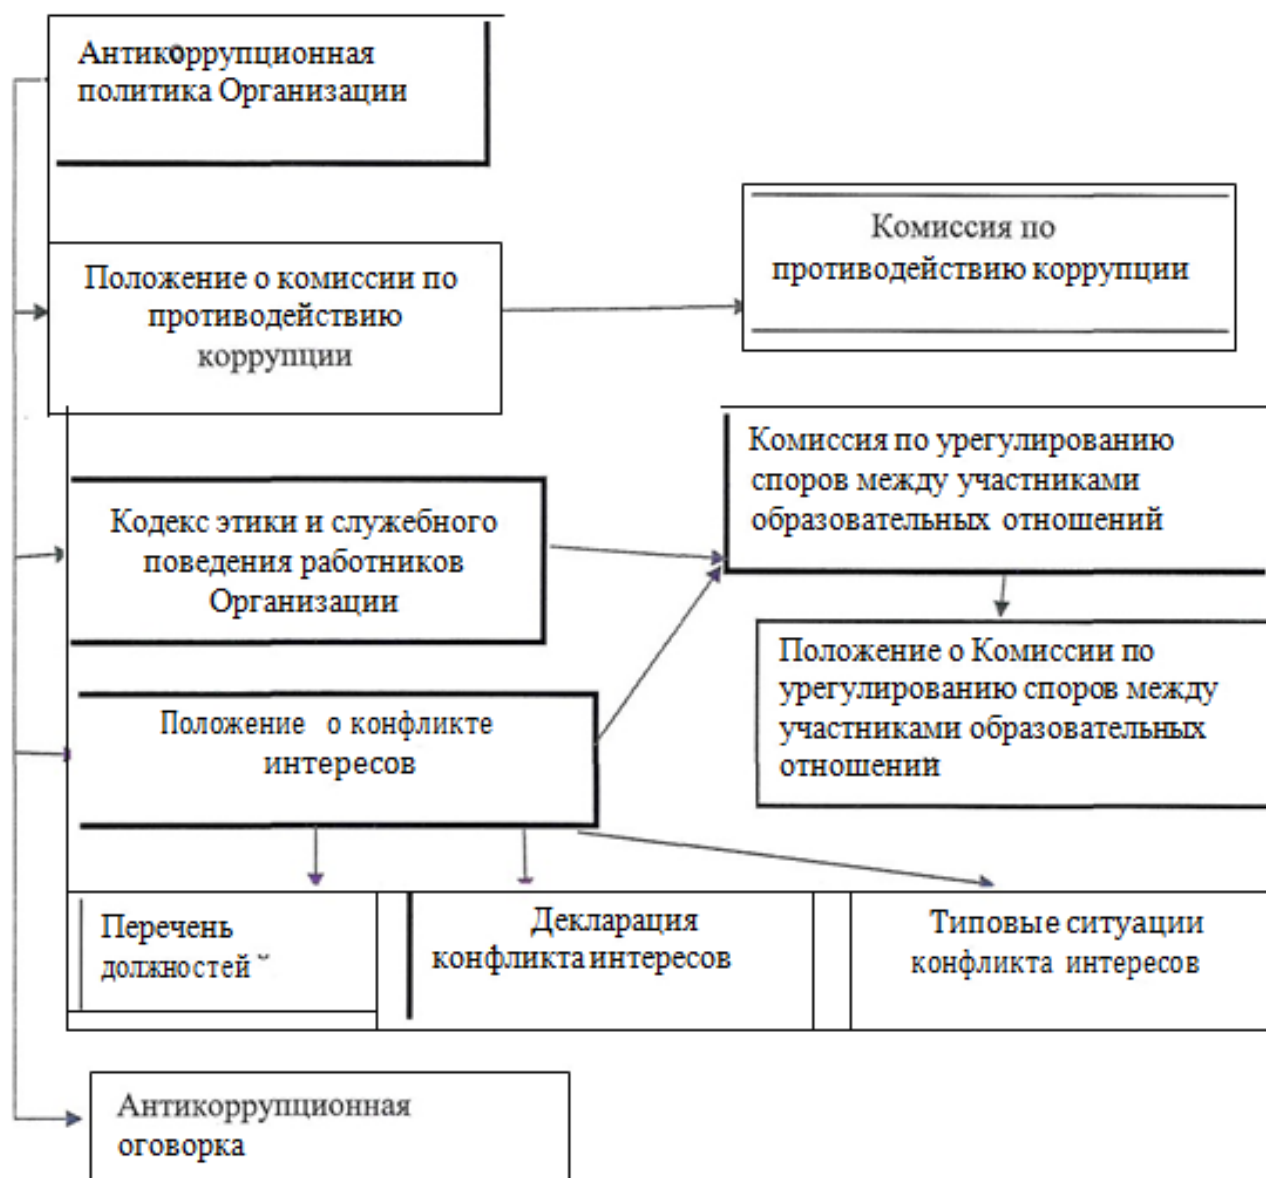 Антикоррупционная
политика Организации
Положение о комиссии по
противодействию
коррупции
Комиссия по
противодействию коррупции
Кодекс этики и служебного
поведения работников
Организации
Комиссия по урегулированию
споров между участниками
образовательных отношений
Положение о Комиссии по
урегулированию споров между
участниками образовательных
отношений
Положение о конфликте
интересов
Перечень
должностей
Декларация
конфликта интересов
Типовые ситуации
конфликта интересов
Антикоррупционная
оговорка